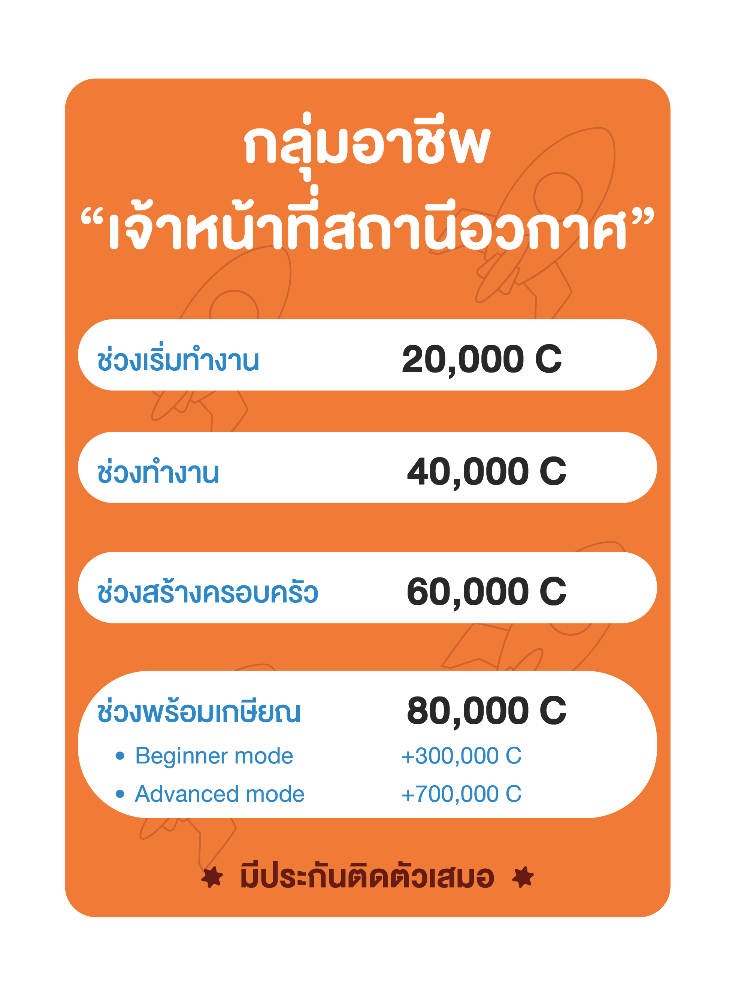 กลุ่มอาชีพ
“เจ้าหน้าที่สถานีอวกาศ”
ช่วงเริ่มทำงาน 20,000 C
ช่วงทำงาน 40,000 C
ช่วงสร้างครอบครัว 60,000 C
ช่วงพร้อมเกษียณ 80,000 C
• Beginner mode +300,000 C
• Advanced mode +700,000 C
มีประกันติดตัวเสมอ